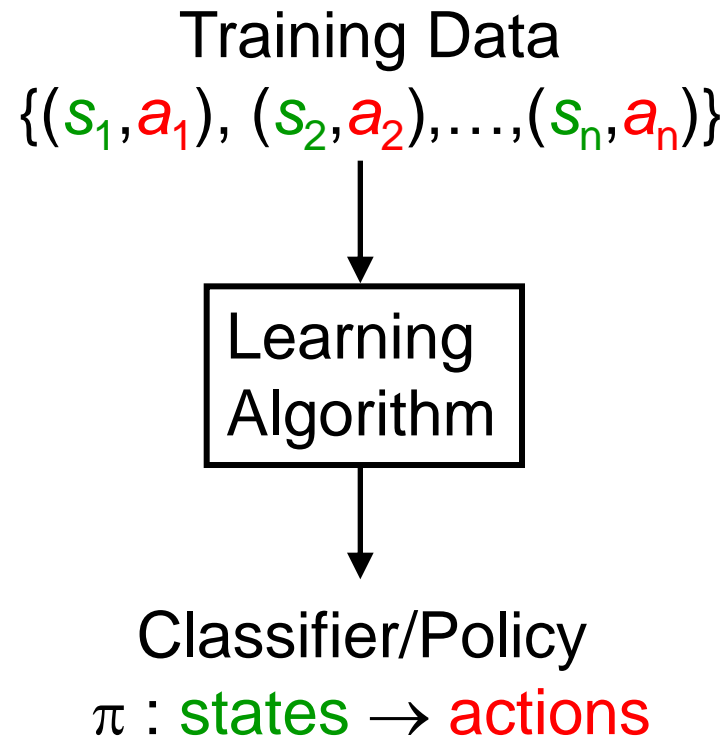 Training Data
{(s₁,a₁), (s₂,a₂),…,(sₙ,aₙ)}
Learning
Algorithm
Classifier/Policy
π : states → actions